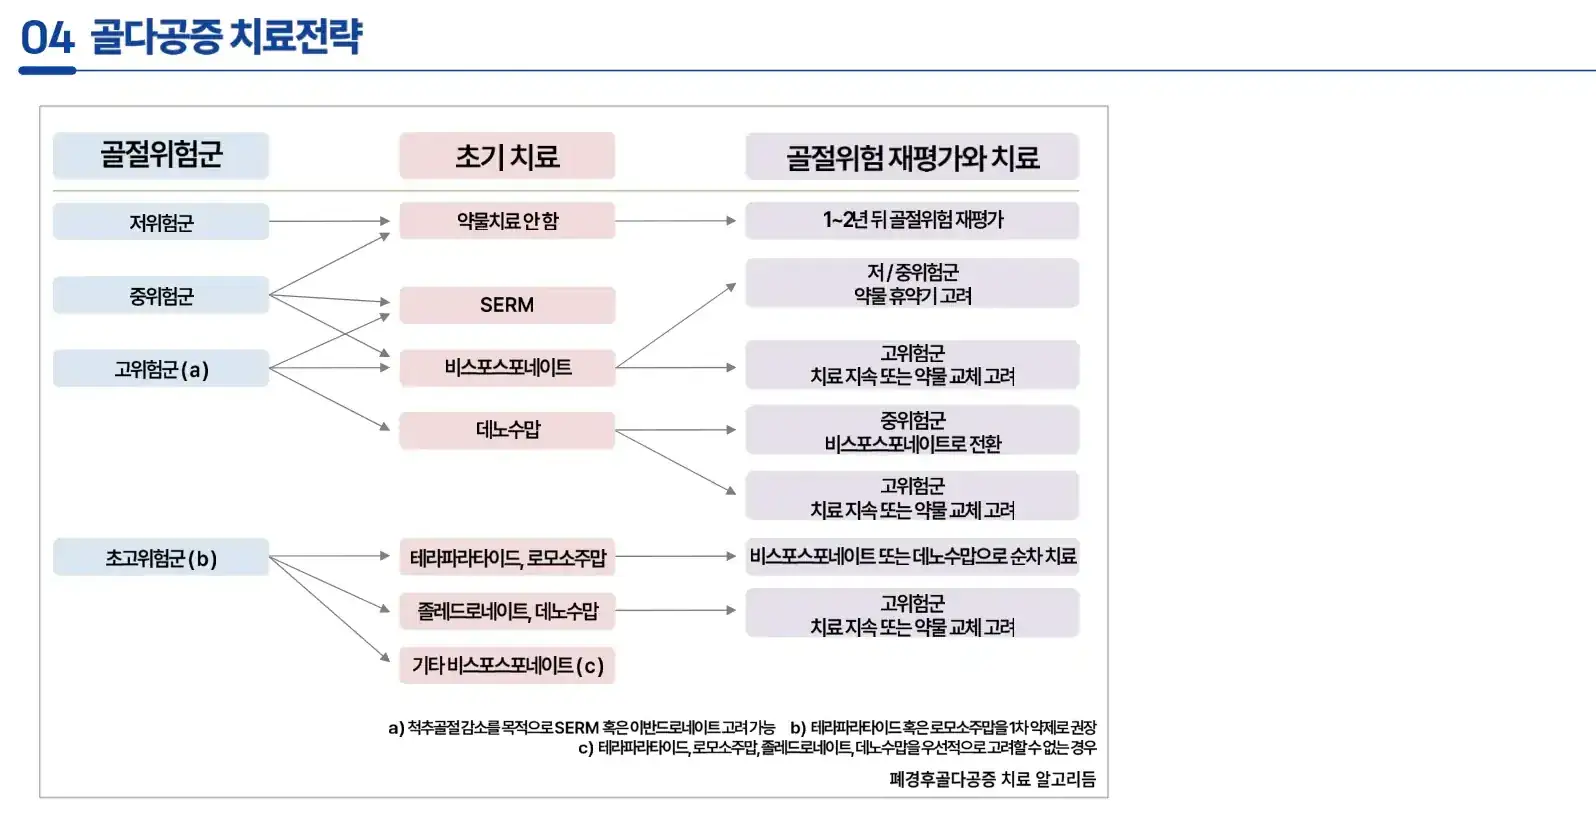 04 골다공증 치료전략
골절위험군
초기 치료
골절위험 재평가와 치료
저위험군
약물치료 안 함
1~2년 뒤 골절위험 재평가
중위험군
SERM
저 / 중위험군
약물 휴약기 고려
고위험군 (a)
비스포스포네이트
고위험군
치료 지속 또는 약물 교체 고려
데노수맙
중위험군
비스포스포네이트로 전환
고위험군
치료 지속 또는 약물 교체 고려
초고위험군 (b)
테라파라타이드, 로모소주맙
비스포스포네이트 또는 데노수맙으로 순차 치료
졸레드로네이트, 데노수맙
고위험군
치료 지속 또는 약물 교체 고려
기타 비스포스포네이트 (c)
a) 척추골절 감소를 목적으로 SERM 혹은 이반드로네이트 고려 가능 b) 테라파라타이드 혹은 로모소주맙을 1차 약제로 권장
c) 테라파라타이드, 로모소주맙, 졸레드로네이트, 데노수맙을 우선적으로 고려할 수 없는 경우
폐경후골다공증 치료 알고리듬